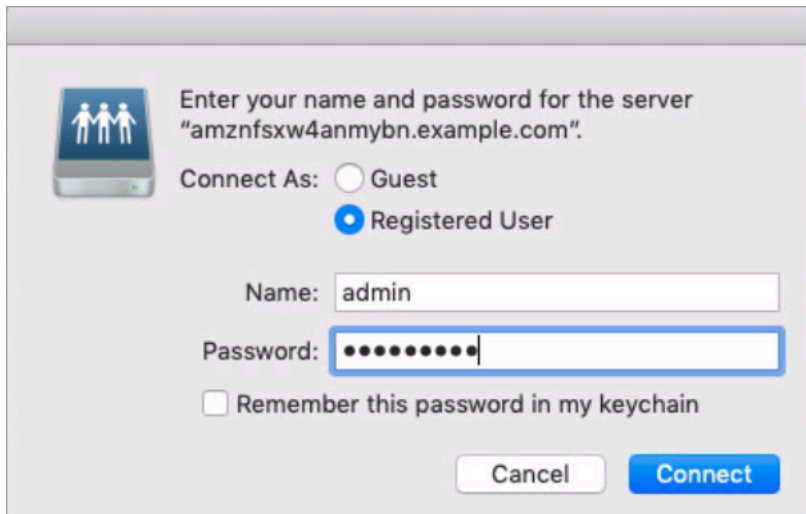 Enter your name and password for the server
“amznfsxw4anmybn.example.com”.
Connect As: Guest
Registered User
Name: admin
Password: •••••••••
Remember this password in my keychain
Cancel Connect